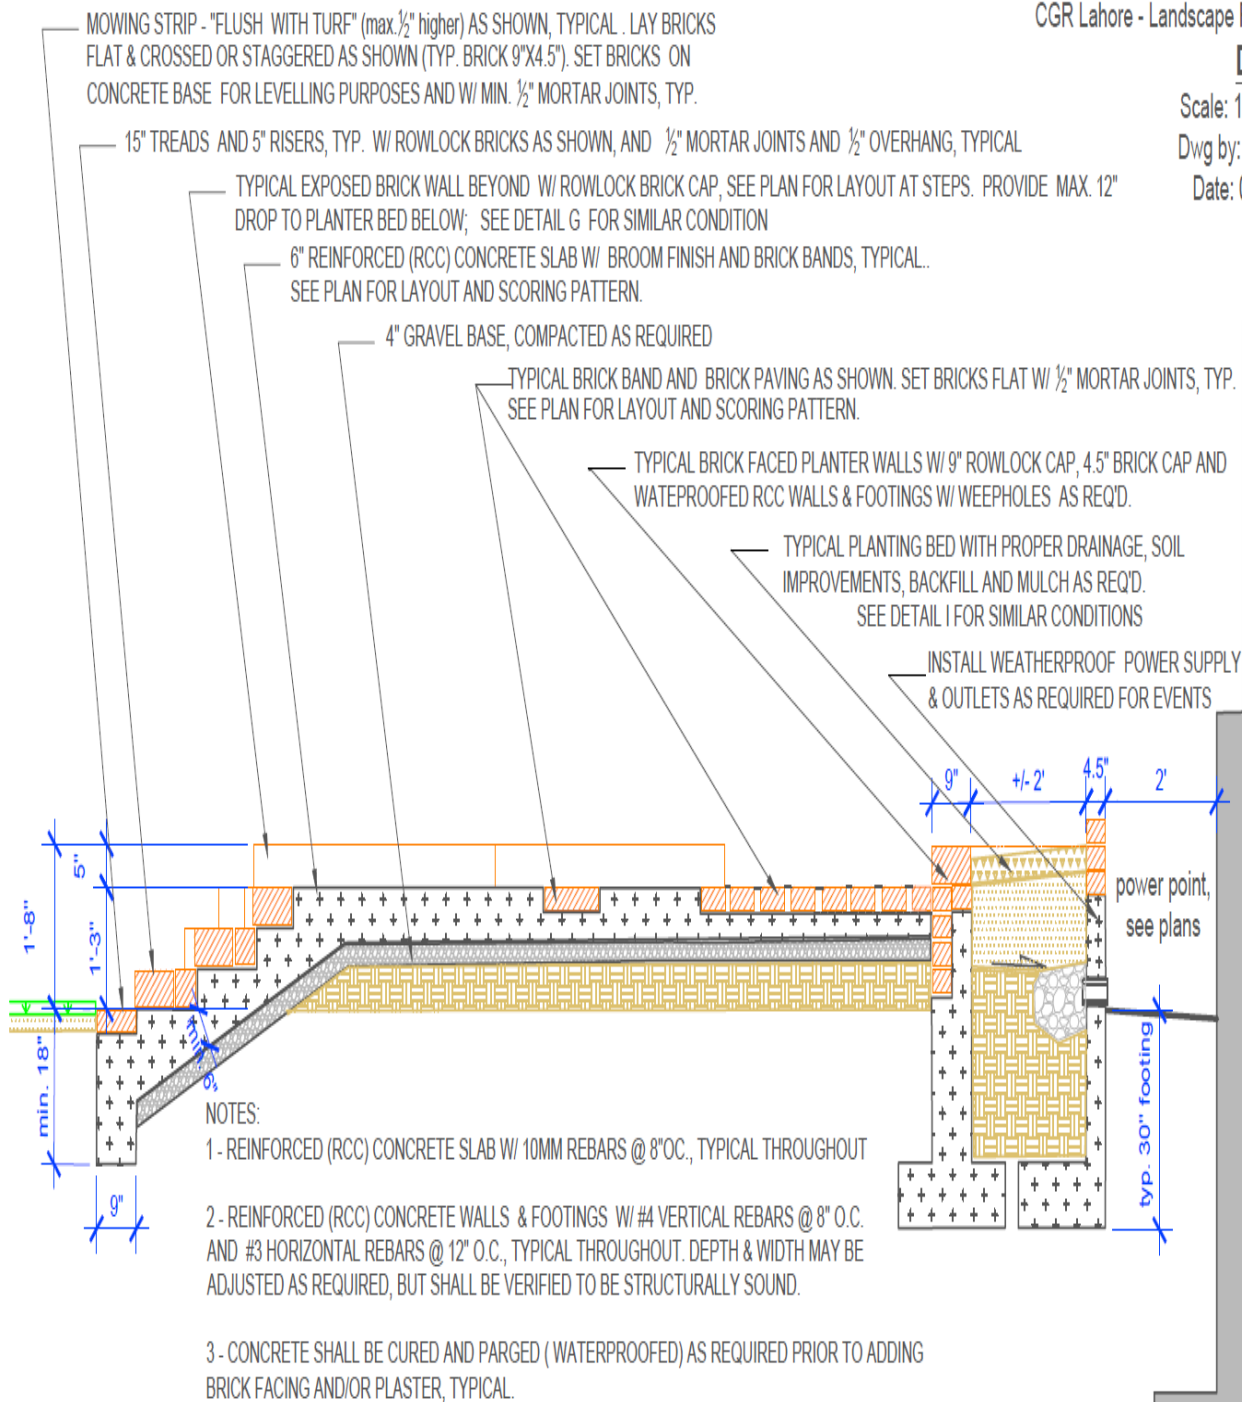 MOWING STRIP - "FLUSH WITH TURF" (max.½" higher) AS SHOWN, TYPICAL . LAY BRICKS
FLAT & CROSSED OR STAGGERED AS SHOWN (TYP. BRICK 9"X4.5"). SET BRICKS ON
CONCRETE BASE FOR LEVELLING PURPOSES AND W/ MIN. ½" MORTAR JOINTS, TYP.
CGR Lahore - Landscape
Scale: 1
Dwg by:
Date:
15" TREADS AND 5" RISERS, TYP. W/ ROWLOCK BRICKS AS SHOWN, AND ½" MORTAR JOINTS AND ½" OVERHANG, TYPICAL
TYPICAL EXPOSED BRICK WALL BEYOND W/ ROWLOCK BRICK CAP, SEE PLAN FOR LAYOUT AT STEPS. PROVIDE MAX. 12"
DROP TO PLANTER BED BELOW; SEE DETAIL G FOR SIMILAR CONDITION
6" REINFORCED (RCC) CONCRETE SLAB W/ BROOM FINISH AND BRICK BANDS, TYPICAL..
SEE PLAN FOR LAYOUT AND SCORING PATTERN.
4" GRAVEL BASE, COMPACTED AS REQUIRED
TYPICAL BRICK BAND AND BRICK PAVING AS SHOWN. SET BRICKS FLAT W/ ½" MORTAR JOINTS, TYP.
SEE PLAN FOR LAYOUT AND SCORING PATTERN.
TYPICAL BRICK FACED PLANTER WALLS W/ 9" ROWLOCK CAP, 4.5" BRICK CAP AND
WATEPROOFED RCC WALLS & FOOTINGS W/ WEEPHOLES AS REQ'D.
TYPICAL PLANTING BED WITH PROPER DRAINAGE, SOIL
IMPROVEMENTS, BACKFILL AND MULCH AS REQ'D.
SEE DETAIL I FOR SIMILAR CONDITIONS
INSTALL WEATHERPROOF POWER SUPPLY
& OUTLETS AS REQUIRED FOR EVENTS
9" +/- 2' 4.5" 2'
5"
1'-8"
1'-3"
power point,
see plans
min. 18"
min. 6"
typ. 30" footing
9"
NOTES:
1 - REINFORCED (RCC) CONCRETE SLAB W/ 10MM REBARS @ 8"OC., TYPICAL THROUGHOUT
2 - REINFORCED (RCC) CONCRETE WALLS & FOOTINGS W/ #4 VERTICAL REBARS @ 8" O.C.
AND #3 HORIZONTAL REBARS @ 12" O.C., TYPICAL THROUGHOUT. DEPTH & WIDTH MAY BE
ADJUSTED AS REQUIRED, BUT SHALL BE VERIFIED TO BE STRUCTURALLY SOUND.
3 - CONCRETE SHALL BE CURED AND PARGED ( WATERPROOFED) AS REQUIRED PRIOR TO ADDING
BRICK FACING AND/OR PLASTER, TYPICAL.